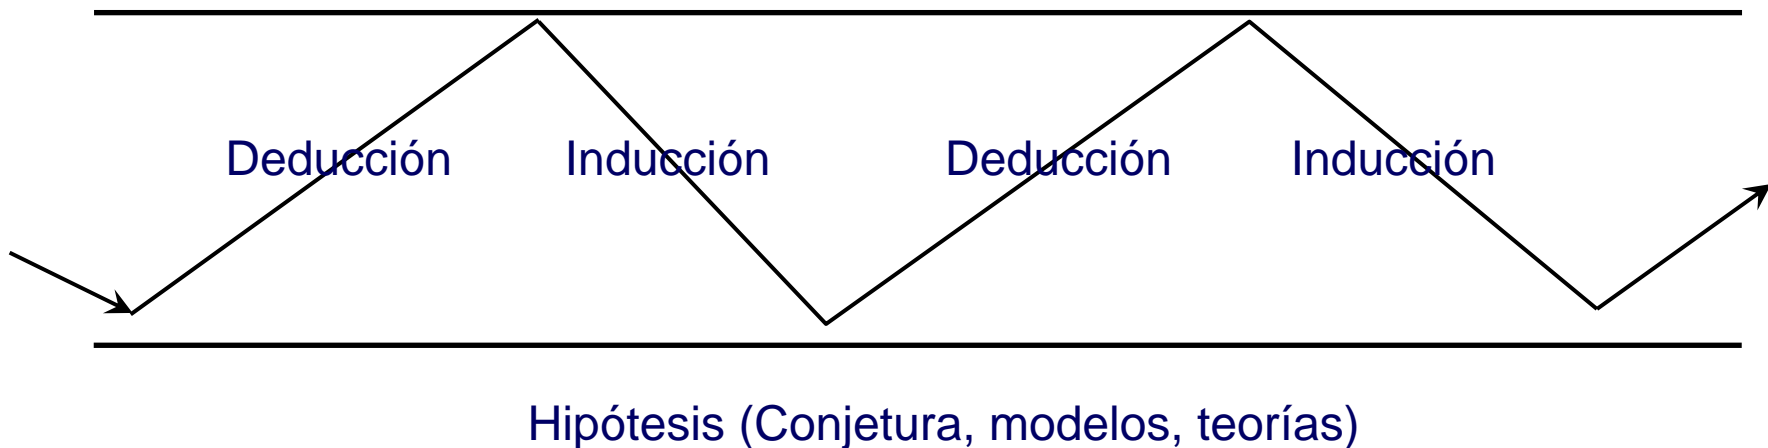 Deducción Inducción Deducción Inducción
Hipótesis (Conjetura, modelos, teorías)